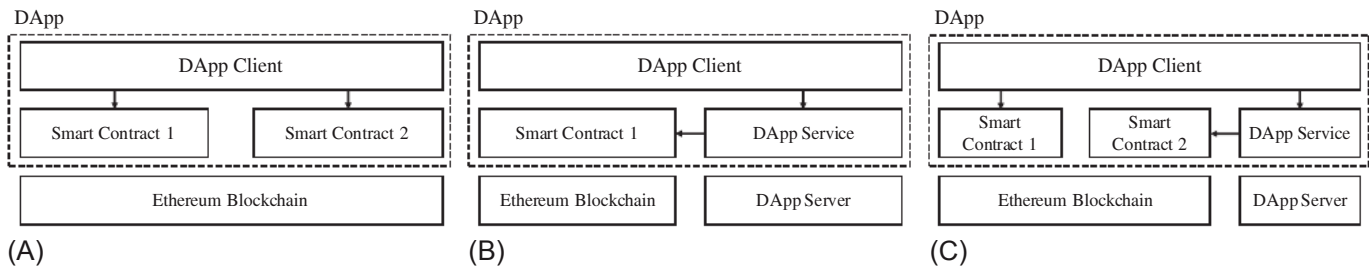 DApp
DApp Client
Smart Contract 1
Smart Contract 2
Ethereum Blockchain
(A)
DApp
DApp Client
Smart Contract 1
DApp Service
Ethereum Blockchain
DApp Server
(B)
DApp
DApp Client
Smart
Contract 1
Smart
Contract 2
DApp Service
Ethereum Blockchain
DApp Server
(C)